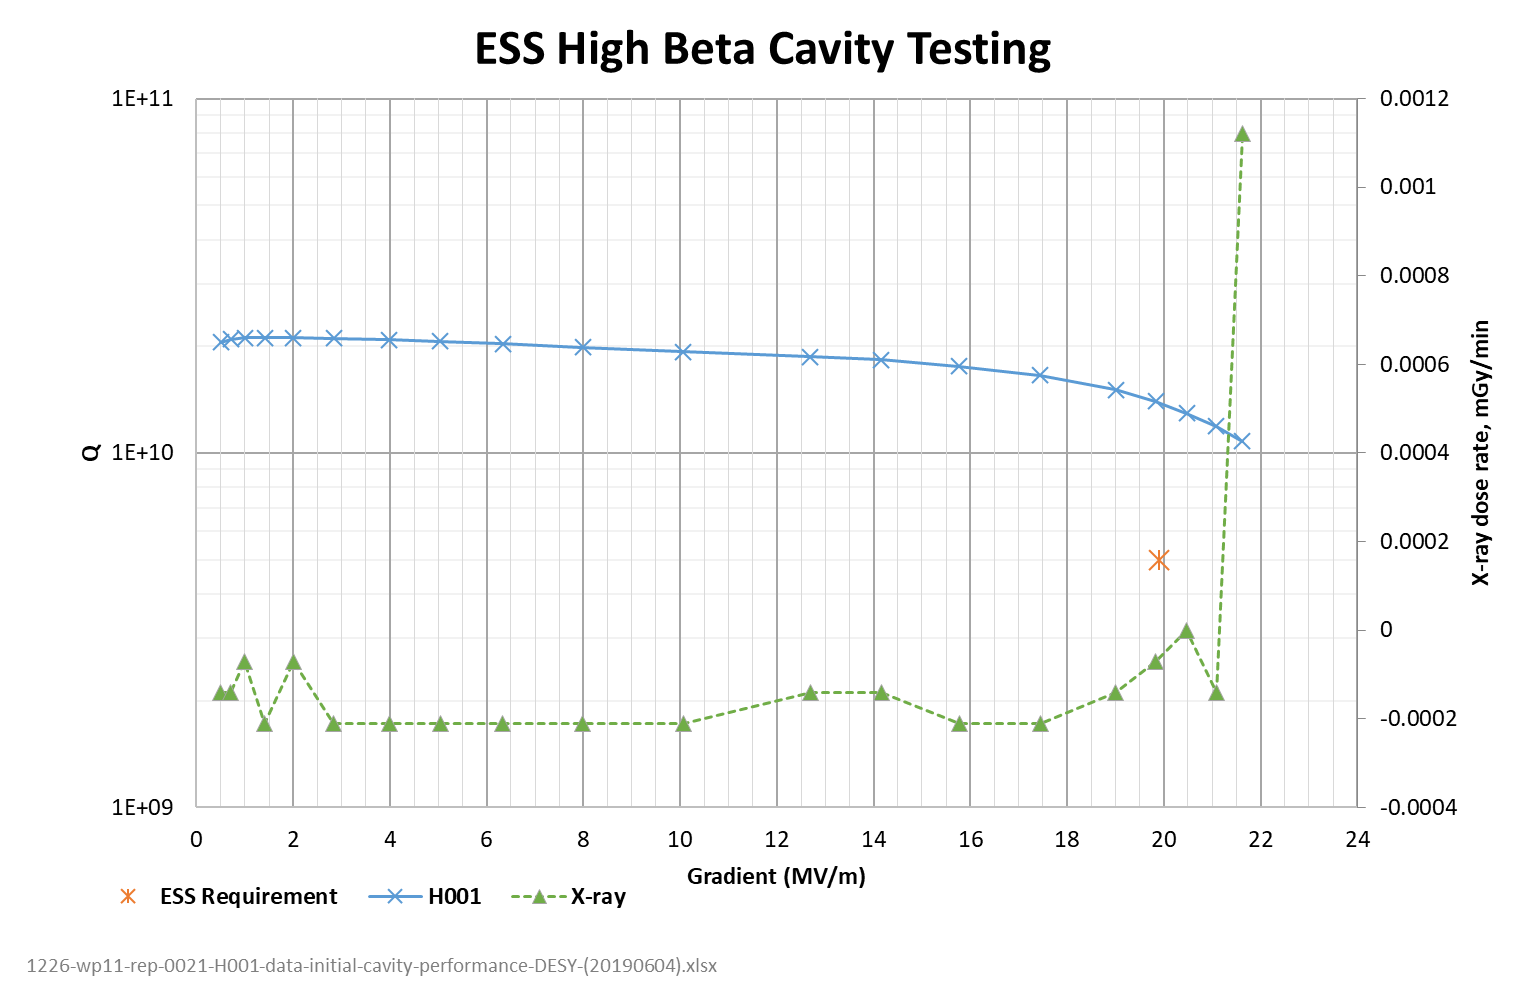 ESS High Beta Cavity Testing
1E+11
1E+10
1E+09
Q
0.0012
0.001
0.0008
0.0006
0.0004
0.0002
0
-0.0002
-0.0004
X-ray dose rate, mGy/min
0 2 4 6 8 10 12 14 16 18 20 22 24
Gradient (MV/m)
ESS Requirement H001 X-ray
1226-wp11-rep-0021-H001-data-initial-cavity-performance-DESY-(20190604).xlsx